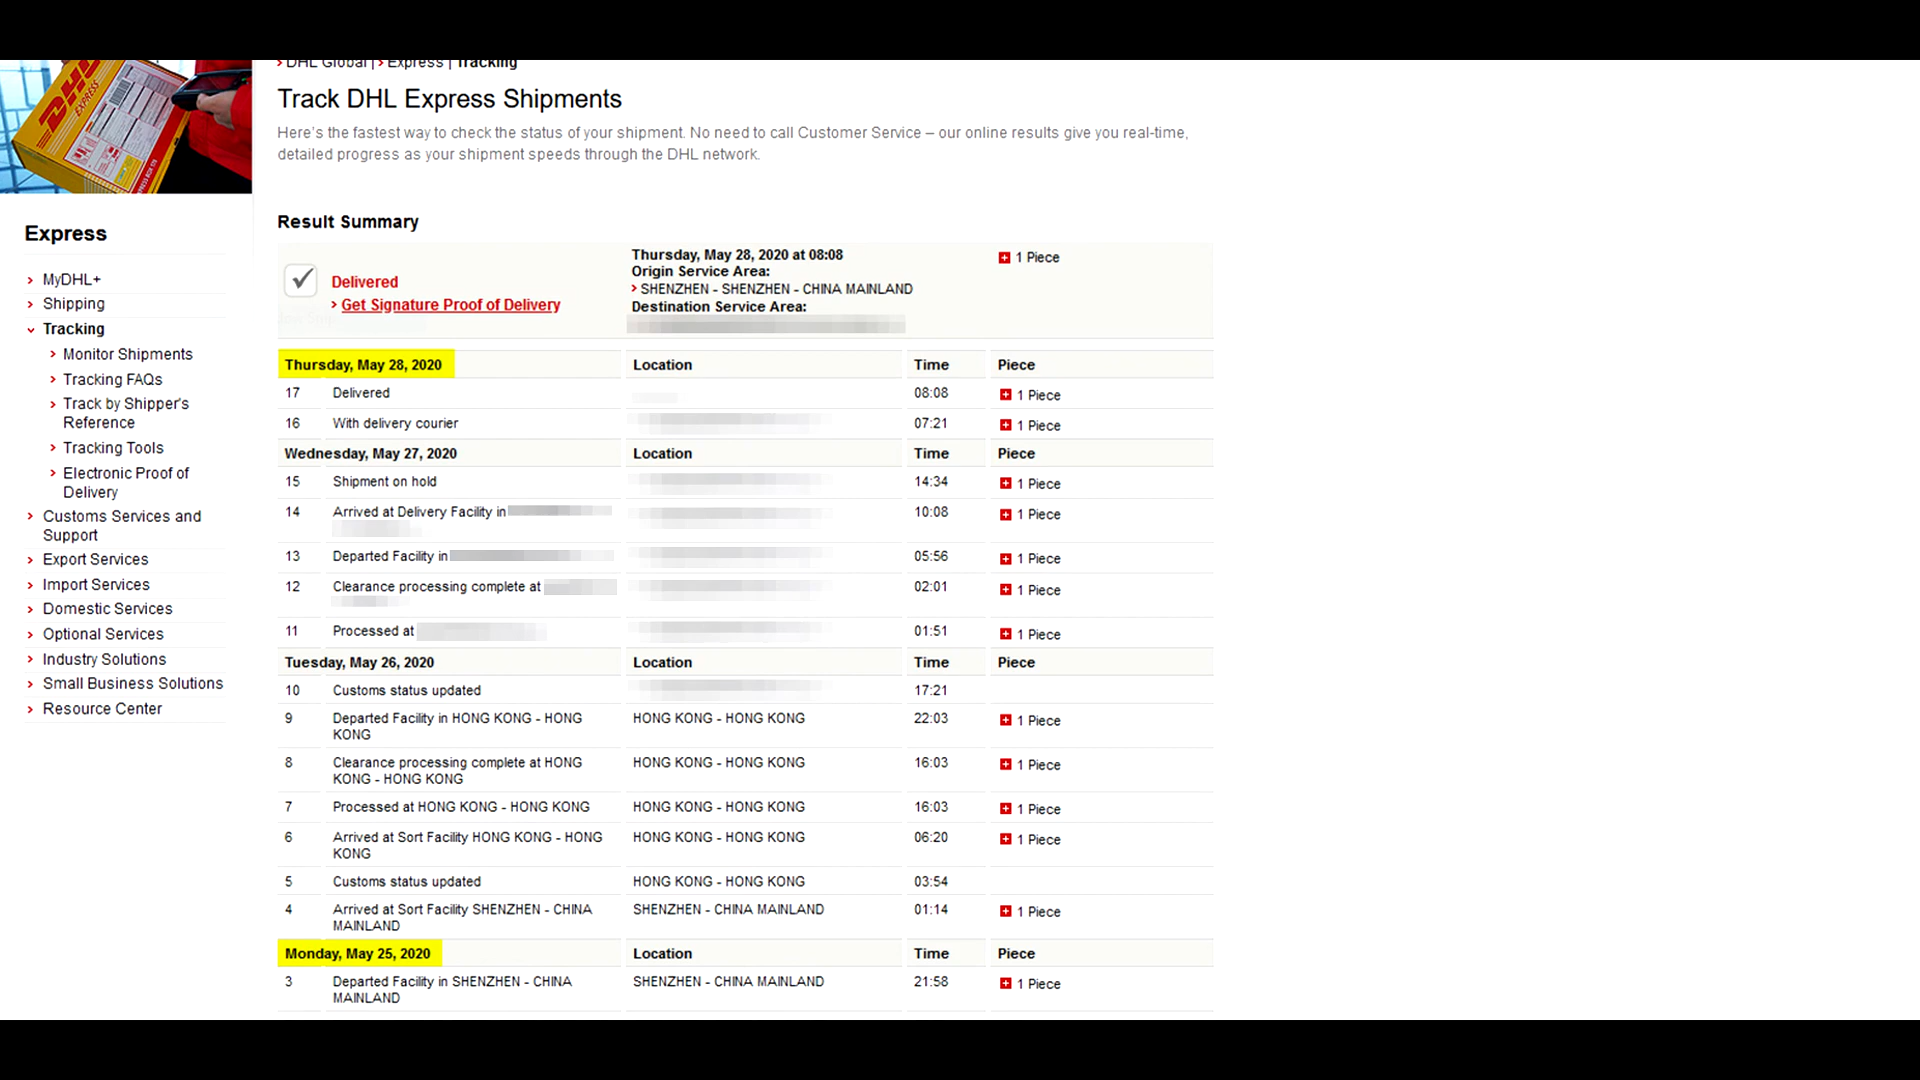 DHL
EXPRESS
DHL Global | Express | Tracking
Track DHL Express Shipments
Here's the fastest way to check the status of your shipment. No need to call Customer Service – our online results give you real-time,
detailed progress as your shipment speeds through the DHL network.
Express
MyDHL+
Shipping
Tracking
Monitor Shipments
Tracking FAQs
Track by Shipper's
Reference
Tracking Tools
Electronic Proof of
Delivery
Customs Services and
Support
Export Services
Import Services
Domestic Services
Optional Services
Industry Solutions
Small Business Solutions
Resource Center
Result Summary
Delivered
Get Signature Proof of Delivery
Thursday, May 28, 2020 at 08:08
Origin Service Area:
SHENZHEN - SHENZHEN - CHINA MAINLAND
Destination Service Area:
1 Piece
Thursday, May 28, 2020 Location Time Piece
17 Delivered 08:08 1 Piece
16 With delivery courier 07:21 1 Piece
Wednesday, May 27, 2020 Location Time Piece
15 Shipment on hold 14:34 1 Piece
14 Arrived at Delivery Facility in 10:08 1 Piece
13 Departed Facility in 05:56 1 Piece
12 Clearance processing complete at 02:01 1 Piece
11 Processed at 01:51 1 Piece
Tuesday, May 26, 2020 Location Time Piece
10 Customs status updated 17:21
9 Departed Facility in HONG KONG - HONG HONG KONG - HONG KONG 22:03 1 Piece
KONG
8 Clearance processing complete at HONG HONG KONG - HONG KONG 16:03 1 Piece
KONG - HONG KONG
7 Processed at HONG KONG - HONG KONG HONG KONG - HONG KONG 16:03 1 Piece
6 Arrived at Sort Facility HONG KONG - HONG HONG KONG - HONG KONG 06:20 1 Piece
KONG
5 Customs status updated HONG KONG - HONG KONG 03:54
4 Arrived at Sort Facility SHENZHEN - CHINA SHENZHEN - CHINA MAINLAND 01:14 1 Piece
MAINLAND
Monday, May 25, 2020 Location Time Piece
3 Departed Facility in SHENZHEN - CHINA SHENZHEN - CHINA MAINLAND 21:58 1 Piece
MAINLAND